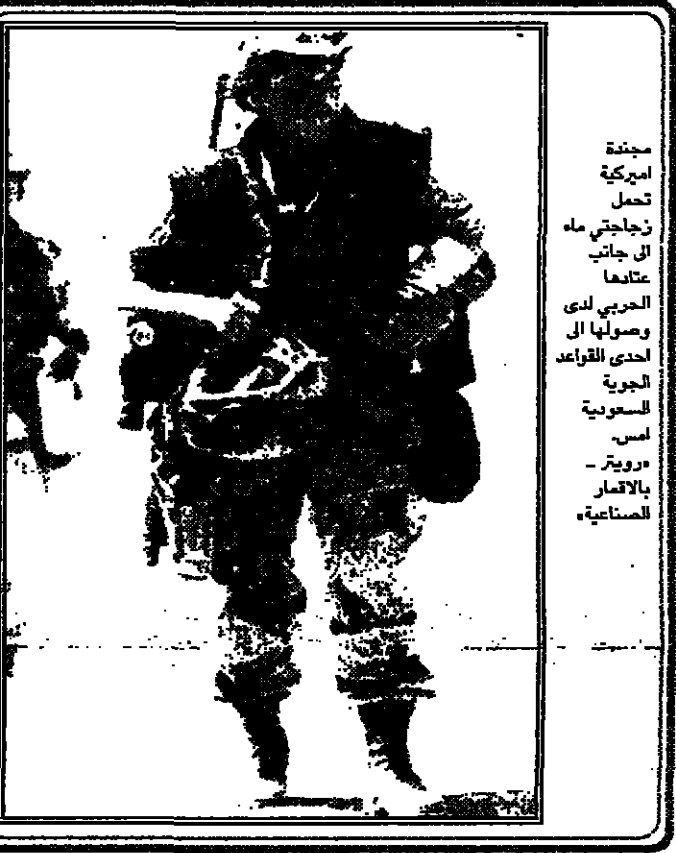 مجندة
اميركية
تحمل
زجاجتي ماء
الى جانب
عتادها
الحربي لدى
وصولها الى
احدى القواعد
الجوية
السعودية
امس.
«رويتر –
بالاقمار
الصناعية»